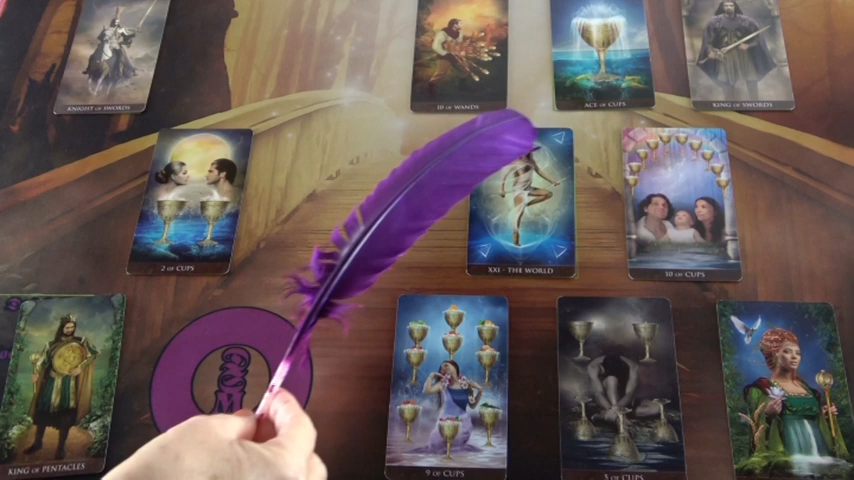 KNIGHT OF SWORDS
10 OF WANDS
ACE OF CUPS
KING OF SWORDS
2 OF CUPS
XXI - THE WORLD
10 OF CUPS
KING OF PENTACLES
9 OF CUPS
5 OF CUPS